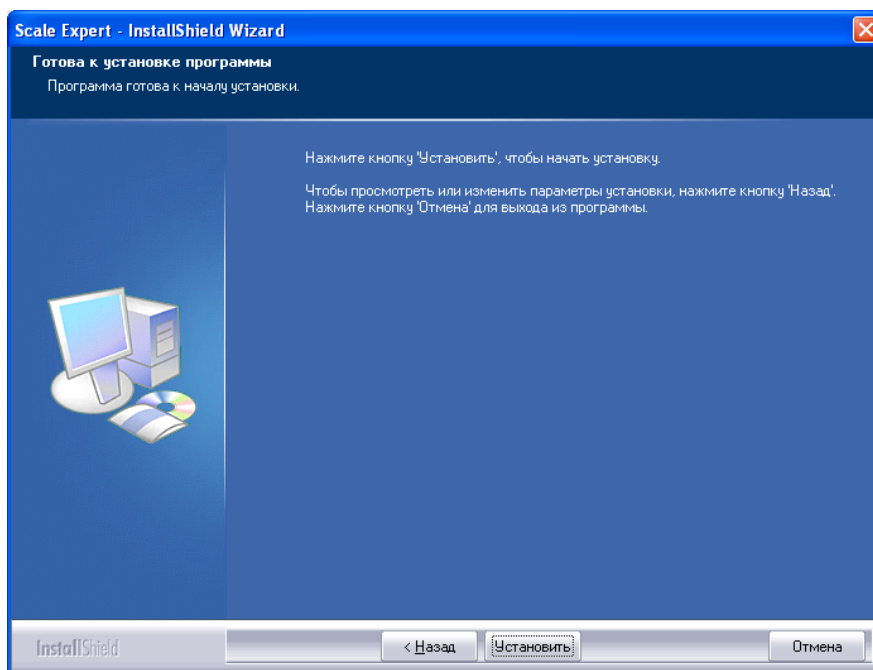 Scale Expert - InstallShield Wizard
Готова к установке программы
Программа готова к началу установки.
Нажмите кнопку 'Установить', чтобы начать установку.
Чтобы просмотреть или изменить параметры установки, нажмите кнопку 'Назад'.
Нажмите кнопку 'Отмена' для выхода из программы.
InstallShield
< Назад
Установить
Отмена